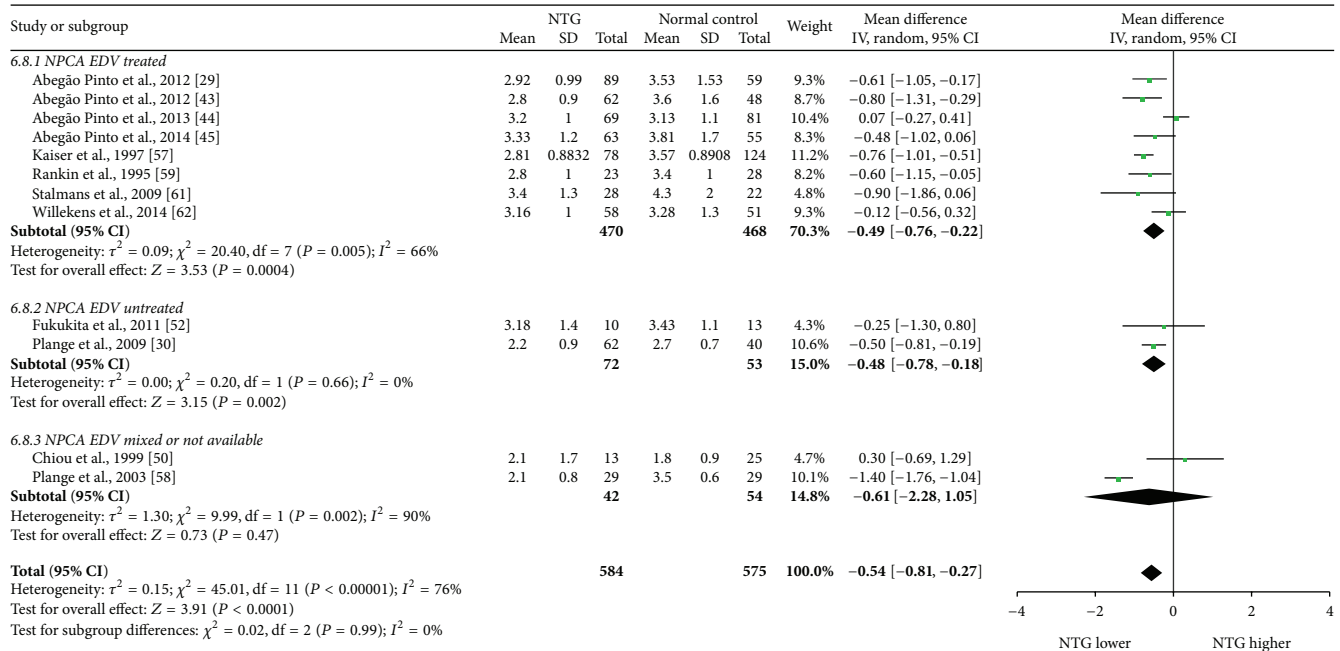 Study or subgroup NTG Normal control Weight Mean difference Mean difference
Mean SD Total Mean SD Total IV, random, 95% CI IV, random, 95% CI
6.8.1 NPCA EDV treated
Abegão Pinto et al., 2012 [29] 2.92 0.99 89 3.53 1.53 59 9.3% −0.61 [−1.05, −0.17]
Abegão Pinto et al., 2012 [43] 2.8 0.9 62 3.6 1.6 48 8.7% −0.80 [−1.31, −0.29]
Abegão Pinto et al., 2013 [44] 3.2 1 69 3.13 1.1 81 10.4% 0.07 [−0.27, 0.41]
Abegão Pinto et al., 2014 [45] 3.33 1.2 63 3.81 1.7 55 8.3% −0.48 [−1.02, 0.06]
Kaiser et al., 1997 [57] 2.81 0.8832 78 3.57 0.8908 124 11.2% −0.76 [−1.01, −0.51]
Rankin et al., 1995 [59] 2.8 1 23 3.4 1 28 8.2% −0.60 [−1.15, −0.05]
Stalmans et al., 2009 [61] 3.4 1.3 28 4.3 2 22 4.8% −0.90 [−1.86, 0.06]
Willekens et al., 2014 [62] 3.16 1 58 3.28 1.3 51 9.3% −0.12 [−0.56, 0.32]
Subtotal (95% CI) 470 468 70.3% −0.49 [−0.76, −0.22]
Heterogeneity: τ² = 0.09; χ² = 20.40, df = 7 (P = 0.005); I² = 66%
Test for overall effect: Z = 3.53 (P = 0.0004)
6.8.2 NPCA EDV untreated
Fukukita et al., 2011 [52] 3.18 1.4 10 3.43 1.1 13 4.3% −0.25 [−1.30, 0.80]
Plange et al., 2009 [30] 2.2 0.9 62 2.7 0.7 40 10.6% −0.50 [−0.81, −0.19]
Subtotal (95% CI) 72 53 15.0% −0.48 [−0.78, −0.18]
Heterogeneity: τ² = 0.00; χ² = 0.20, df = 1 (P = 0.66); I² = 0%
Test for overall effect: Z = 3.15 (P = 0.002)
6.8.3 NPCA EDV mixed or not available
Chiou et al., 1999 [50] 2.1 1.7 13 1.8 0.9 25 4.7% 0.30 [−0.69, 1.29]
Plange et al., 2003 [58] 2.1 0.8 29 3.5 0.6 29 10.1% −1.40 [−1.76, −1.04]
Subtotal (95% CI) 42 54 14.8% −0.61 [−2.28, 1.05]
Heterogeneity: τ² = 1.30; χ² = 9.99, df = 1 (P = 0.002); I² = 90%
Test for overall effect: Z = 0.73 (P = 0.47)
Total (95% CI) 584 575 100.0% −0.54 [−0.81, −0.27]
Heterogeneity: τ² = 0.15; χ² = 45.01, df = 11 (P < 0.00001); I² = 76%
Test for overall effect: Z = 3.91 (P < 0.0001)
Test for subgroup differences: χ² = 0.02, df = 2 (P = 0.99); I² = 0%
−4 −2 0 2 4
NTG lower NTG higher